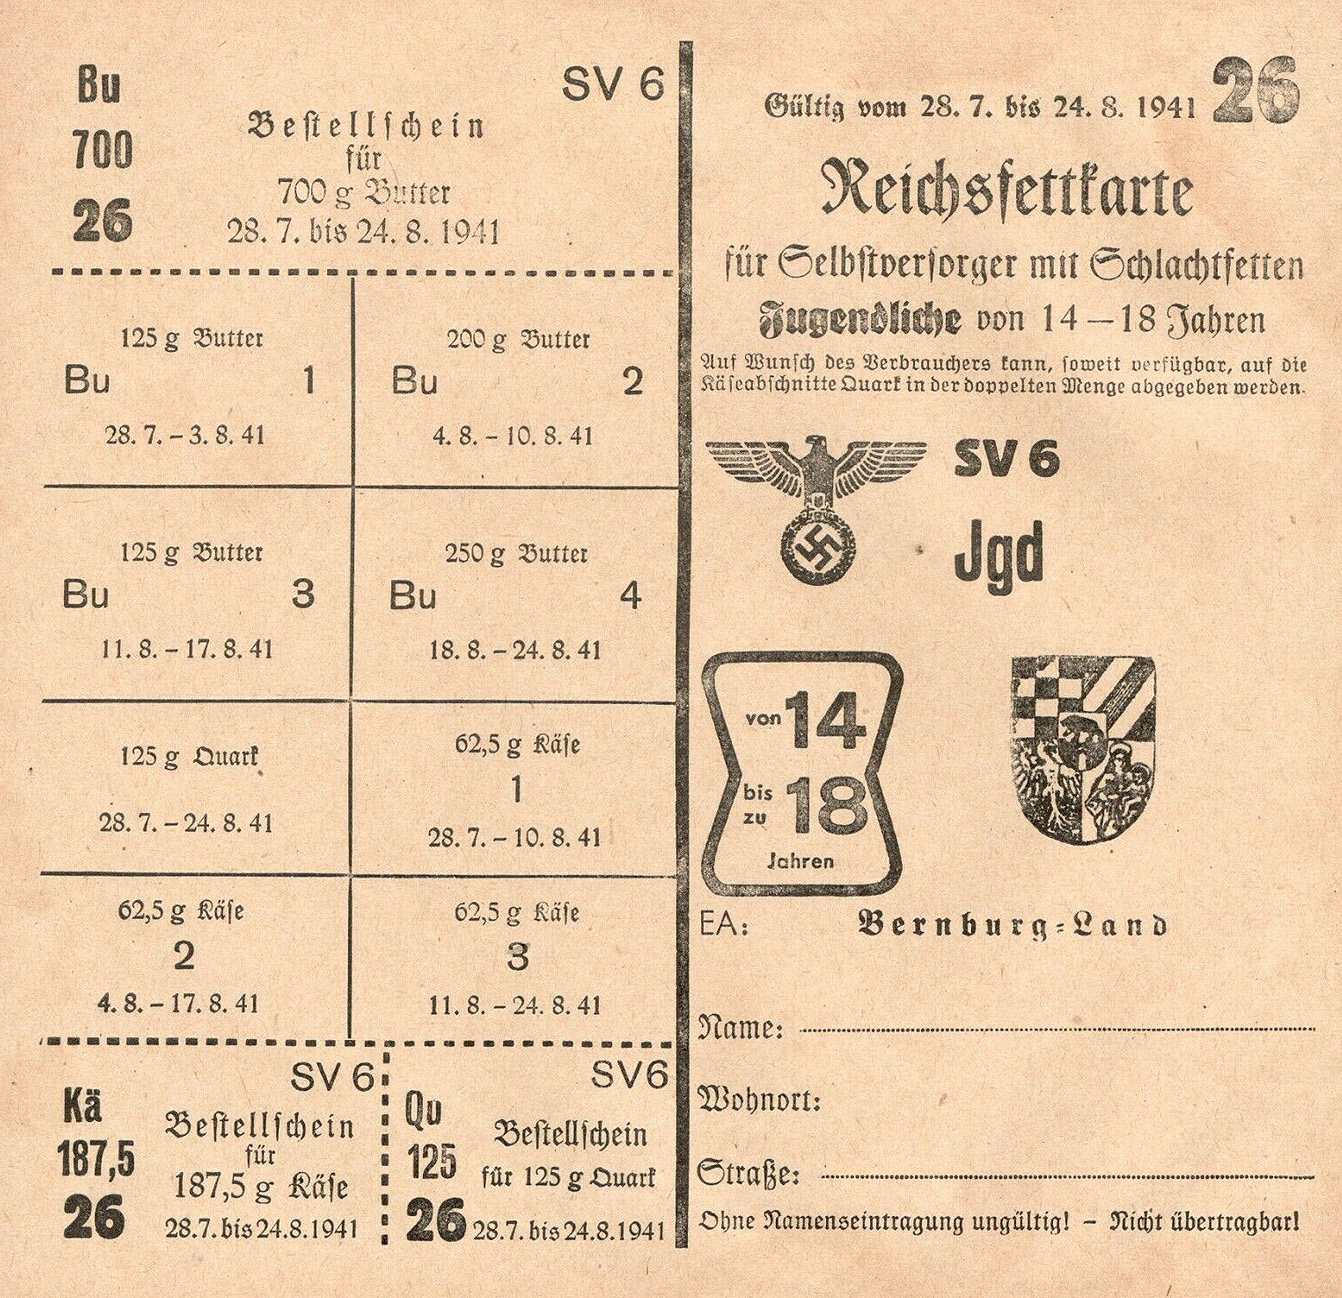 Bu
700
26
SV 6
Bestellschein
für
700 g Butter
28. 7. bis 24. 8. 1941
125 g Butter
Bu 1
28. 7. – 3. 8. 41
200 g Butter
Bu 2
4. 8. – 10. 8. 41
125 g Butter
Bu 3
11. 8. – 17. 8. 41
250 g Butter
Bu 4
18. 8. – 24. 8. 41
125 g Quark
28. 7. – 24. 8. 41
62,5 g Käse
1
28. 7. – 10. 8. 41
62,5 g Käse
2
4. 8. – 17. 8. 41
62,5 g Käse
3
11. 8. – 24. 8. 41
Kä
187,5
26
SV 6
Bestellschein
für
187,5 g Käse
28.7. bis 24.8.1941
Qu
125
26
SV6
Bestellschein
für 125 g Quark
28.7. bis 24.8.1941
Gültig vom 28. 7. bis 24. 8. 1941 26
Reichsfettkarte
für Selbstversorger mit Schlachtfetten
Jugendliche von 14 – 18 Jahren
Auf Wunsch des Verbrauchers kann, soweit verfügbar, auf die
Käseabschnitte Quark in der doppelten Menge abgegeben werden.
SV 6
Jgd
von 14
bis zu 18
Jahren
EA: Bernburg-Land
Name:
Wohnort:
Straße:
Ohne Namenseintragung ungültig! – Nicht übertragbar!